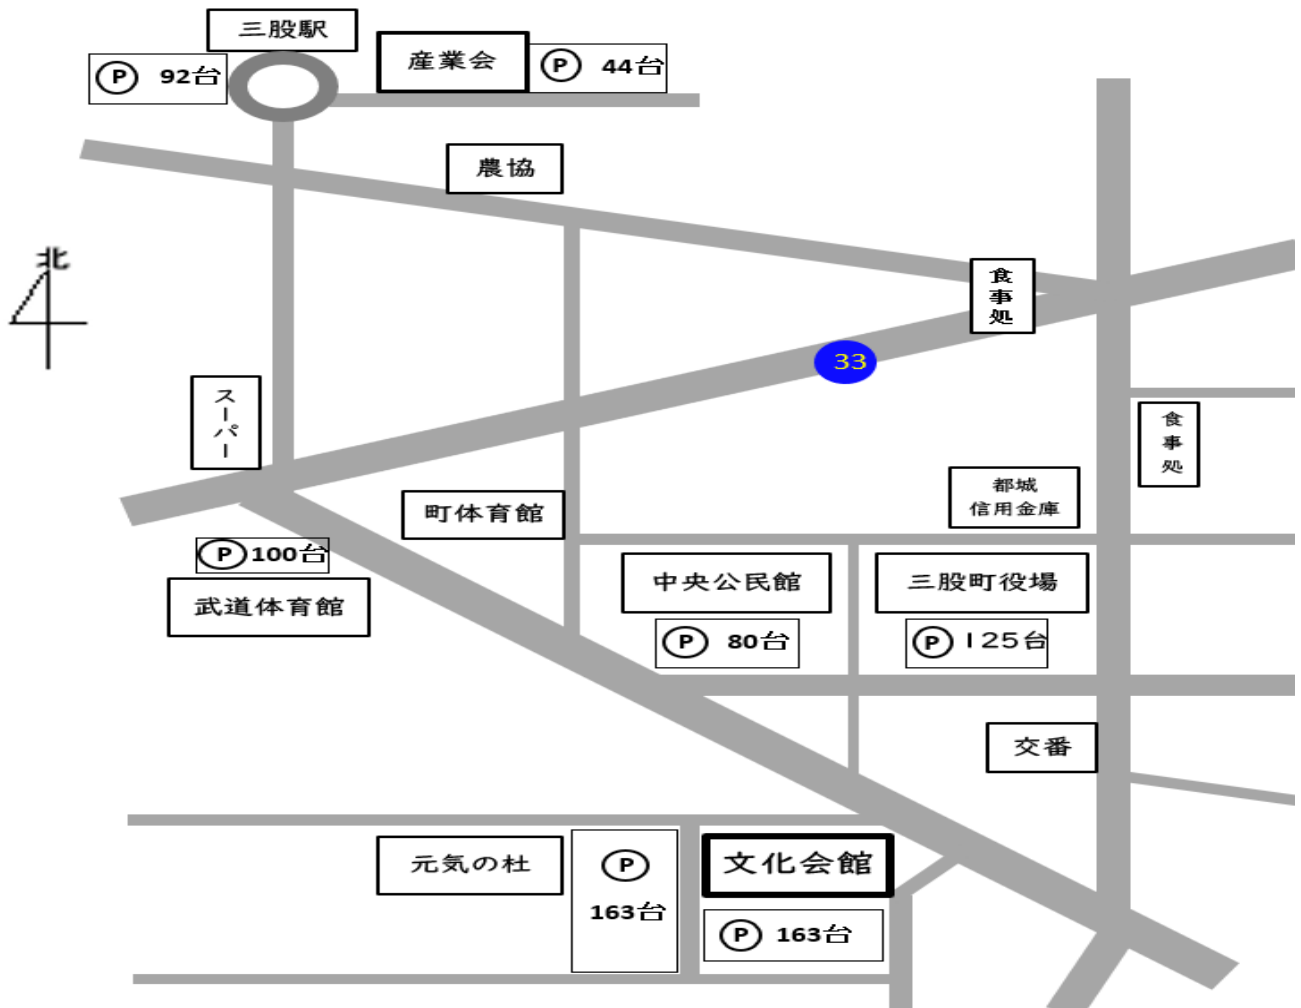 三股駅
Ⓟ 92台
産業会
Ⓟ 44台
農協
北
食事処
33
スーパー
食事処
都城
信用金庫
町体育館
Ⓟ 100台
武道体育館
中央公民館
Ⓟ 80台
三股町役場
Ⓟ 125台
交番
元気の杜
Ⓟ
163台
文化会館
Ⓟ 163台